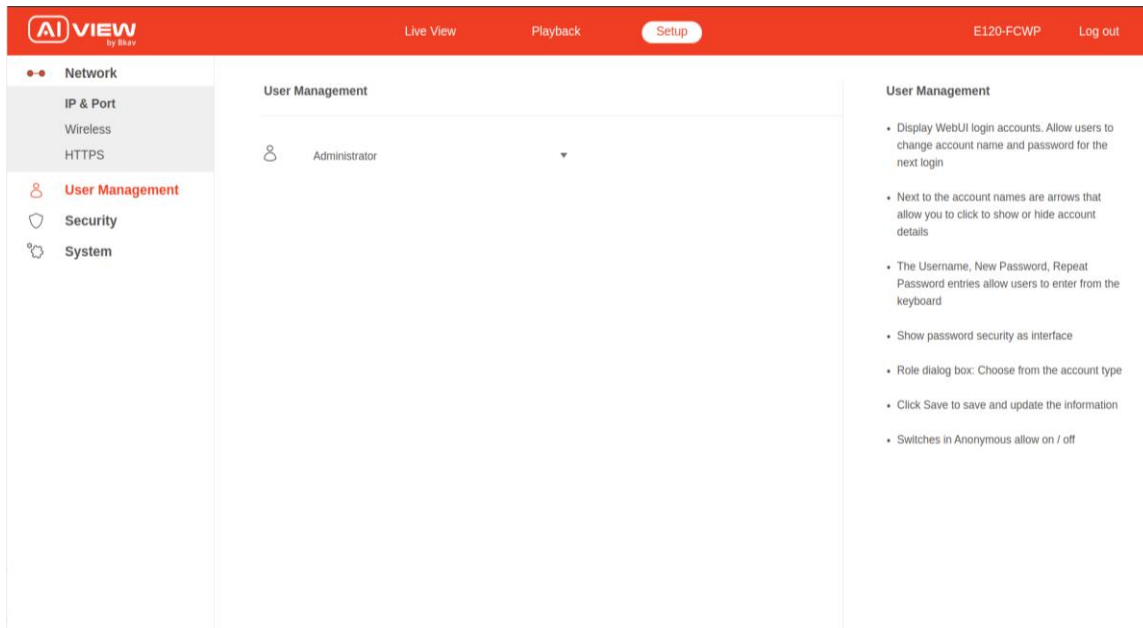 AI VIEW
by Bkav
Live View
Playback
Setup
E120-FCWP
Log out
Network
IP & Port
Wireless
HTTPS
User Management
Security
System
User Management
Administrator
User Management
• Display WebUI login accounts. Allow users to
change account name and password for the
next login
• Next to the account names are arrows that
allow you to click to show or hide account
details
• The Username, New Password, Repeat
Password entries allow users to enter from the
keyboard
• Show password security as interface
• Role dialog box: Choose from the account type
• Click Save to save and update the information
• Switches in Anonymous allow on / off